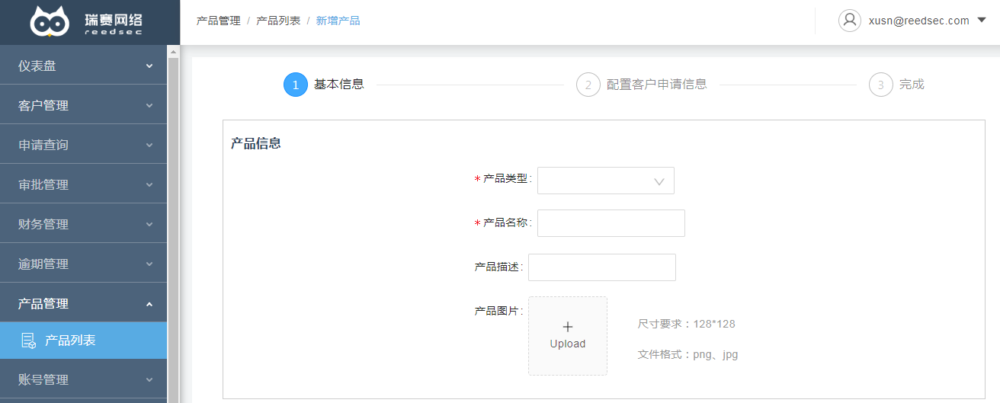 瑞赛网络
reedsec
产品管理 / 产品列表 / 新增产品
xusn@reedsec.com
仪表盘
客户管理
申请查询
审批管理
财务管理
逾期管理
产品管理
产品列表
账号管理
1 基本信息
2 配置客户申请信息
3 完成
产品信息
* 产品类型:
* 产品名称:
产品描述:
产品图片:
+
Upload
尺寸要求：128*128
文件格式：png、jpg